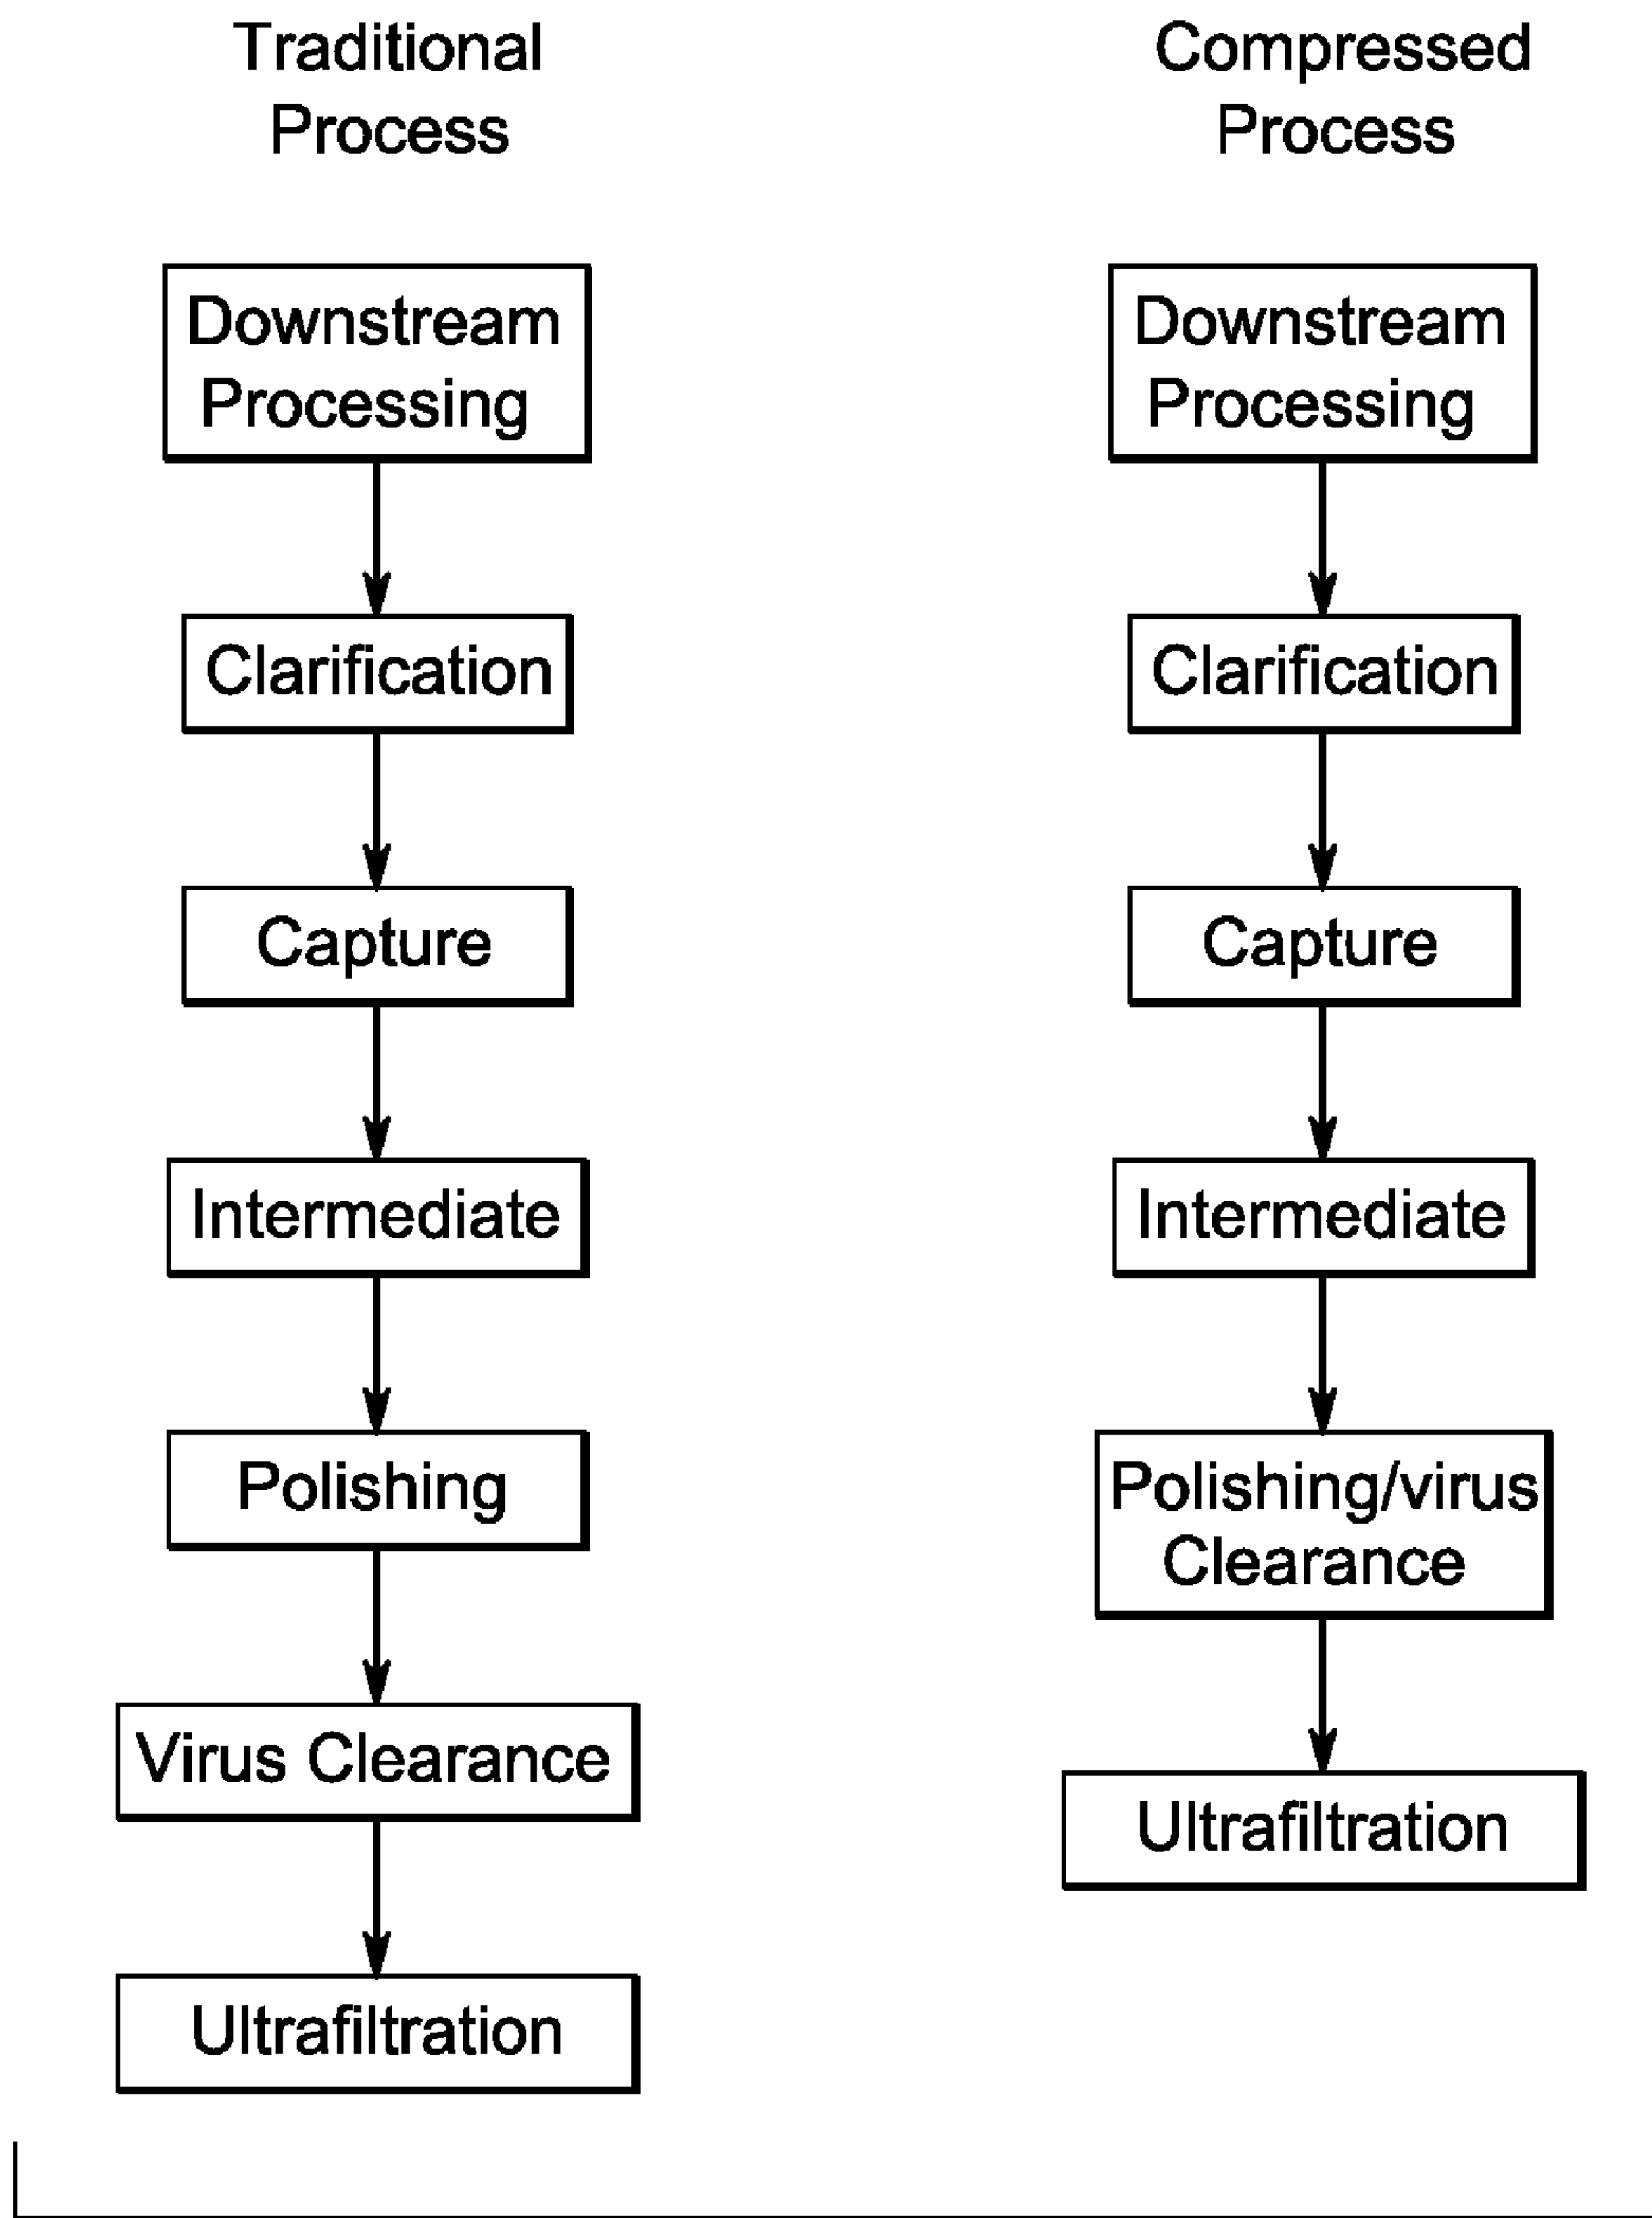 Traditional
Process
Downstream
Processing
Clarification
Capture
Intermediate
Polishing
Virus Clearance
Ultrafiltration
Compressed
Process
Downstream
Processing
Clarification
Capture
Intermediate
Polishing/virus
Clearance
Ultrafiltration